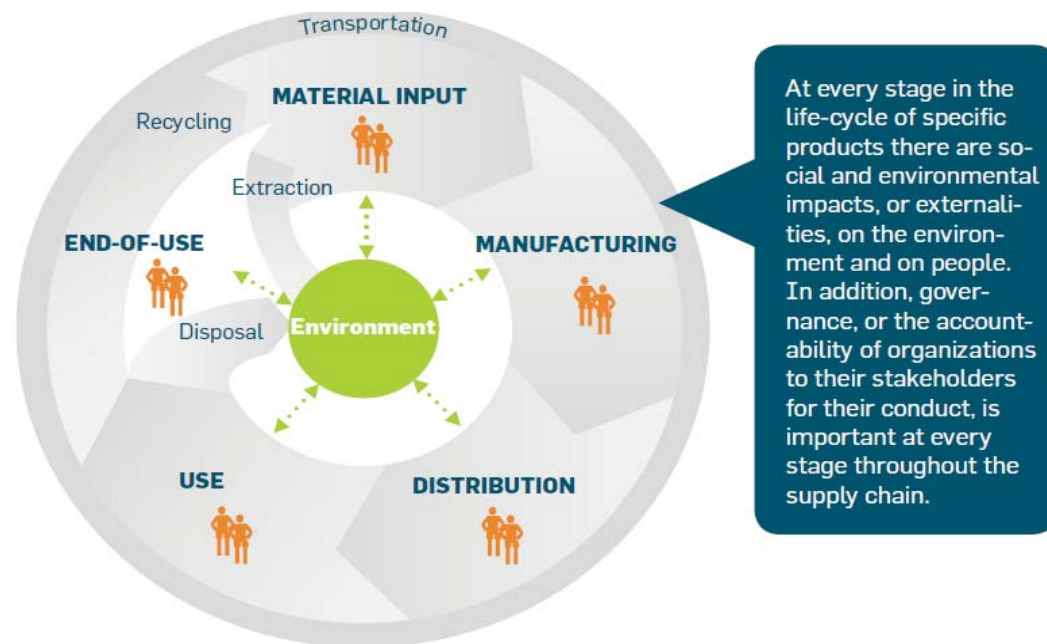 Transportation
MATERIAL INPUT
Recycling
Extraction
END-OF-USE
MANUFACTURING
Disposal
Environment
USE
DISTRIBUTION
At every stage in the
life-cycle of specific
products there are so-
cial and environmental
impacts, or externali-
ties, on the environ-
ment and on people.
In addition, gover-
nance, or the account-
ability of organizations
to their stakeholders
for their conduct, is
important at every
stage throughout the
supply chain.